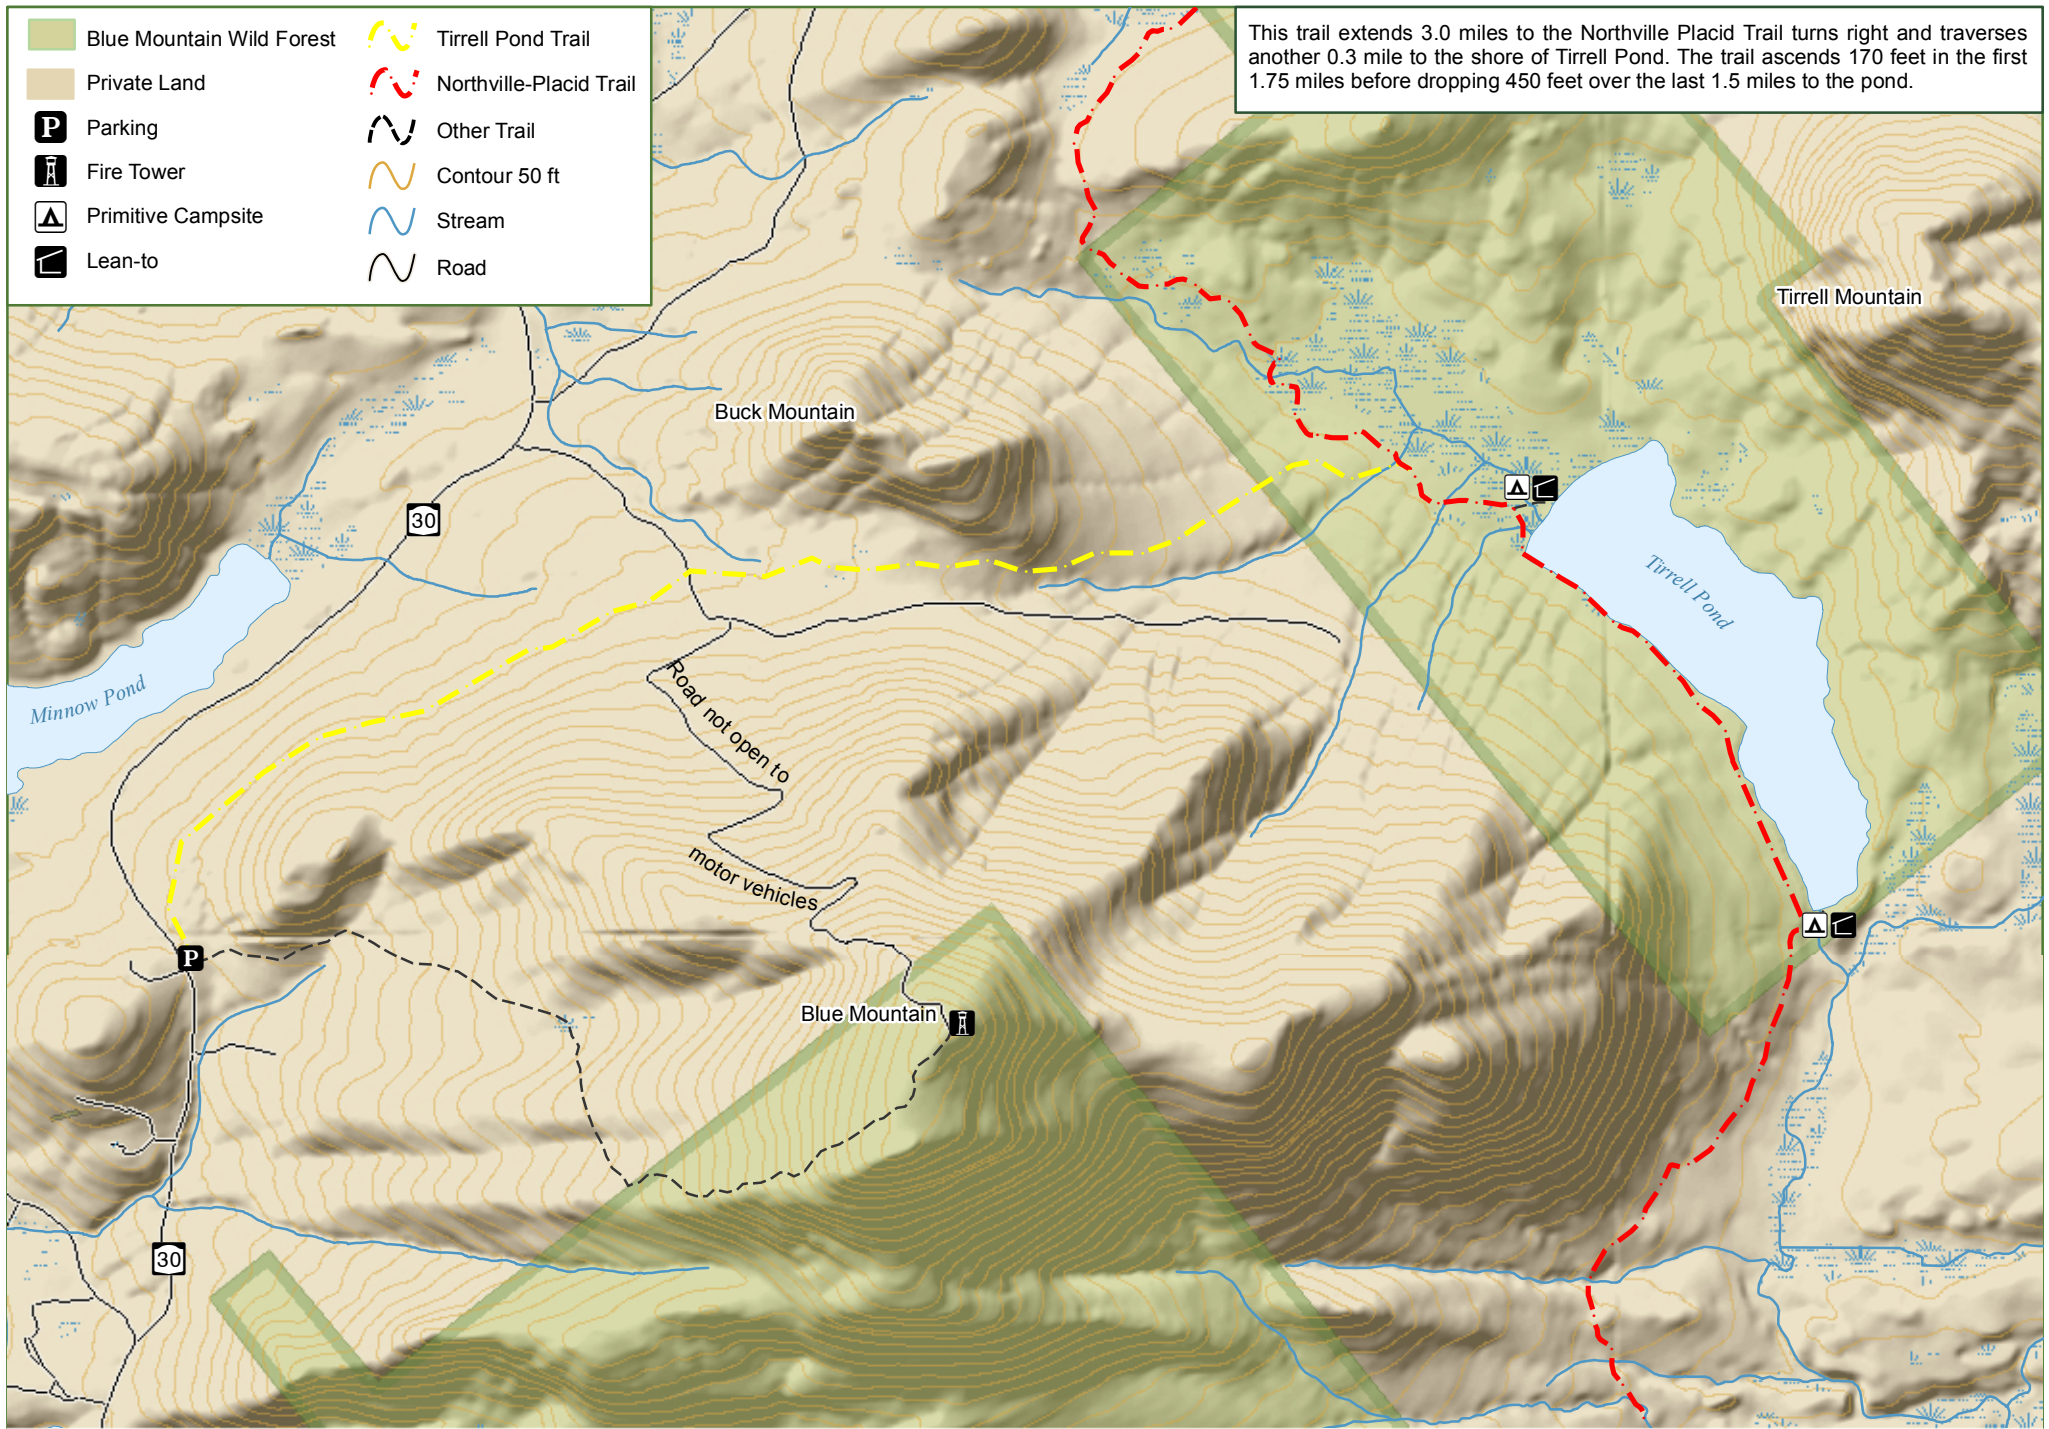 Blue Mountain Wild Forest
Private Land
P Parking
Fire Tower
Primitive Campsite
Lean-to
Tirrell Pond Trail
Northville-Placid Trail
Other Trail
Contour 50 ft
Stream
Road
This trail extends 3.0 miles to the Northville Placid Trail turns right and traverses
another 0.3 mile to the shore of Tirrell Pond. The trail ascends 170 feet in the first
1.75 miles before dropping 450 feet over the last 1.5 miles to the pond.
Tirrell Mountain
Buck Mountain
30
Tirrell Pond
Minnow Pond
Road not open to
motor vehicles
P
Blue Mountain
30